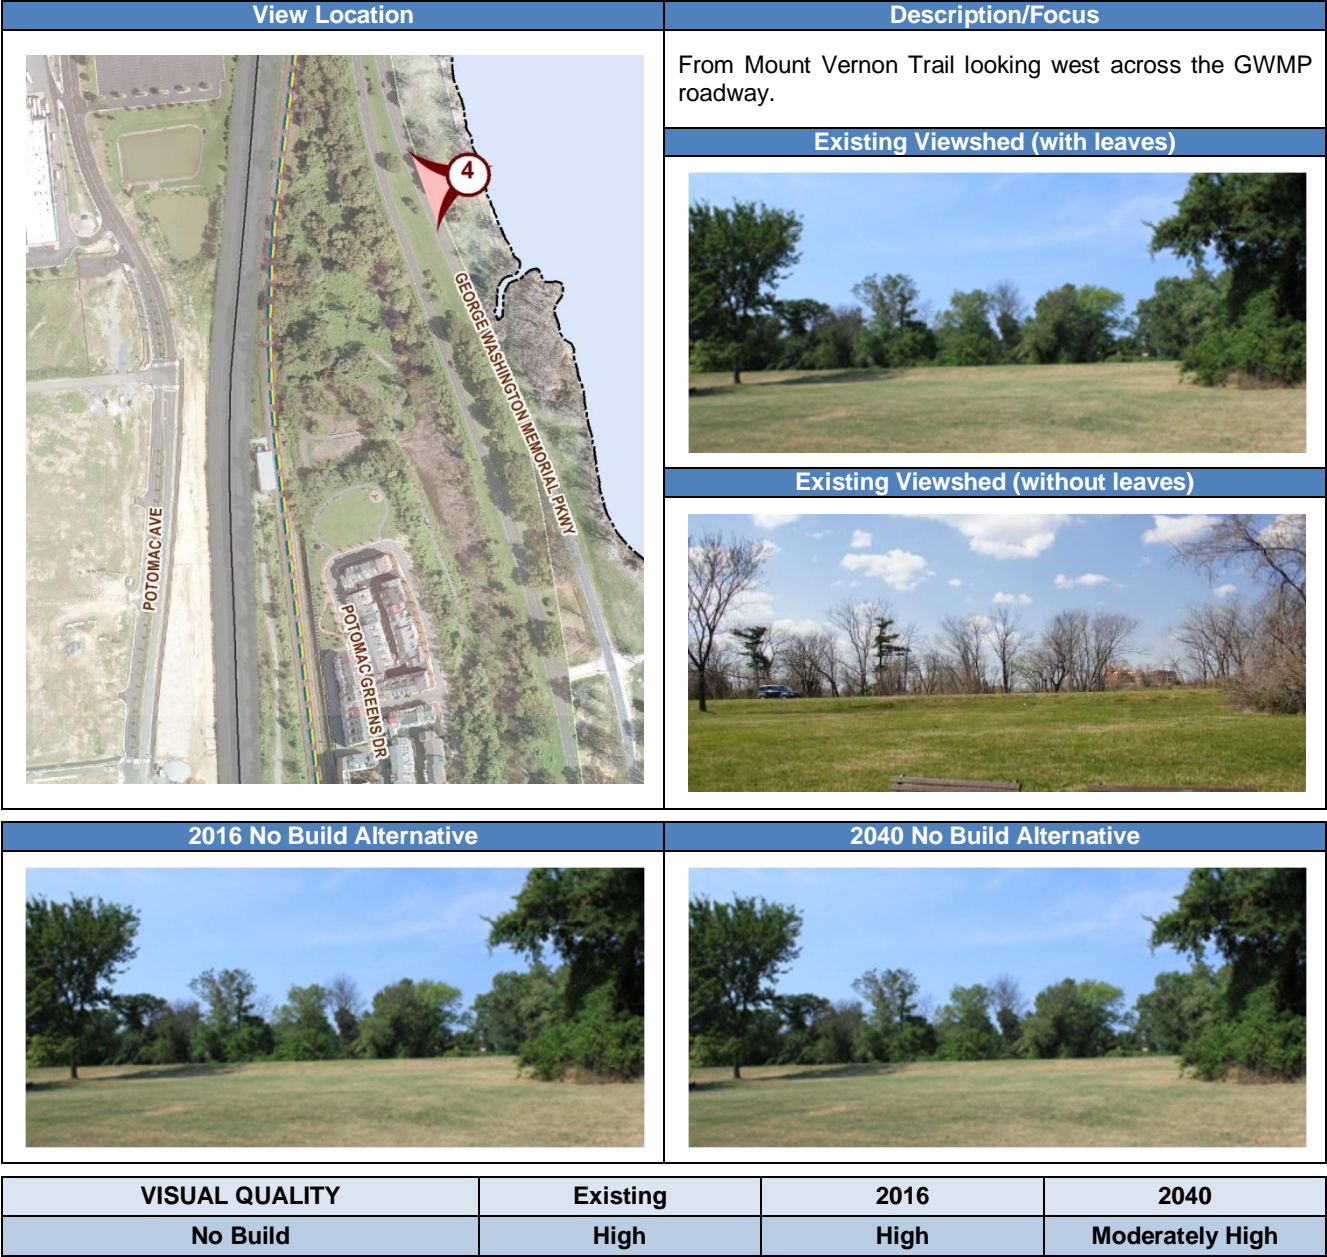 View Location
Description/Focus
From Mount Vernon Trail looking west across the GWMP
roadway.
4
GEORGE WASHINGTON MEMORIAL PKWY
POTOMAC AVE
POTOMAC GREENS DR
Existing Viewshed (with leaves)
Existing Viewshed (without leaves)
2016 No Build Alternative
2040 No Build Alternative
VISUAL QUALITY Existing 2016 2040
No Build High High Moderately High